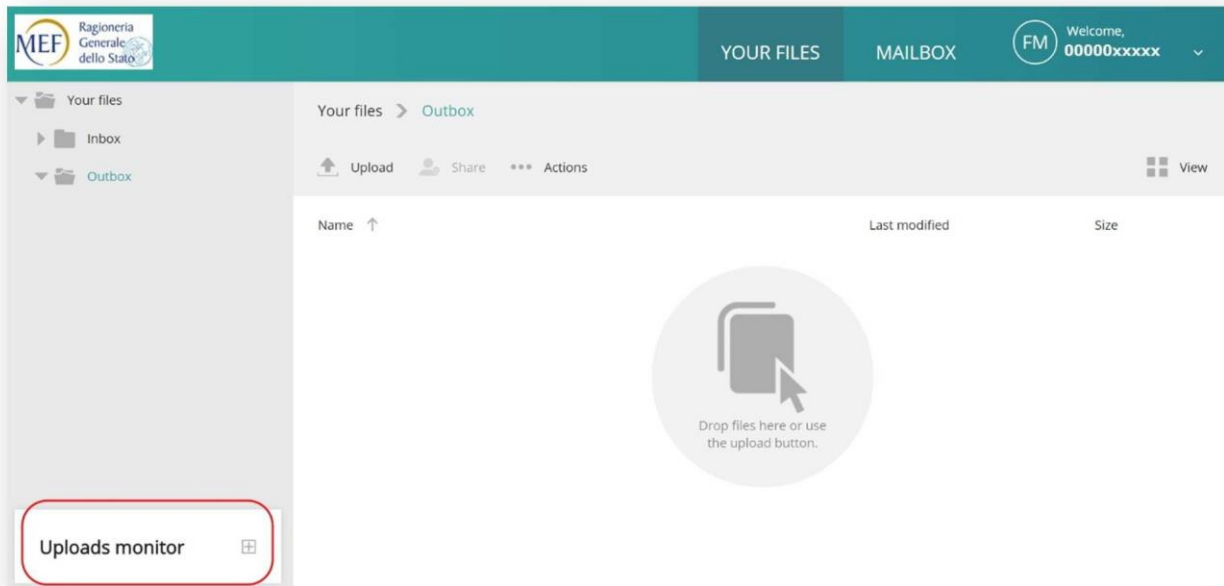 MEF
Ragioneria
Generale
dello Stato
YOUR FILES
MAILBOX
FM
Welcome,
00000xxxxx
Your files
Inbox
Outbox
Your files
Outbox
Upload
Share
Actions
View
Name
Last modified
Size
Drop files here or use
the upload button.
Uploads monitor